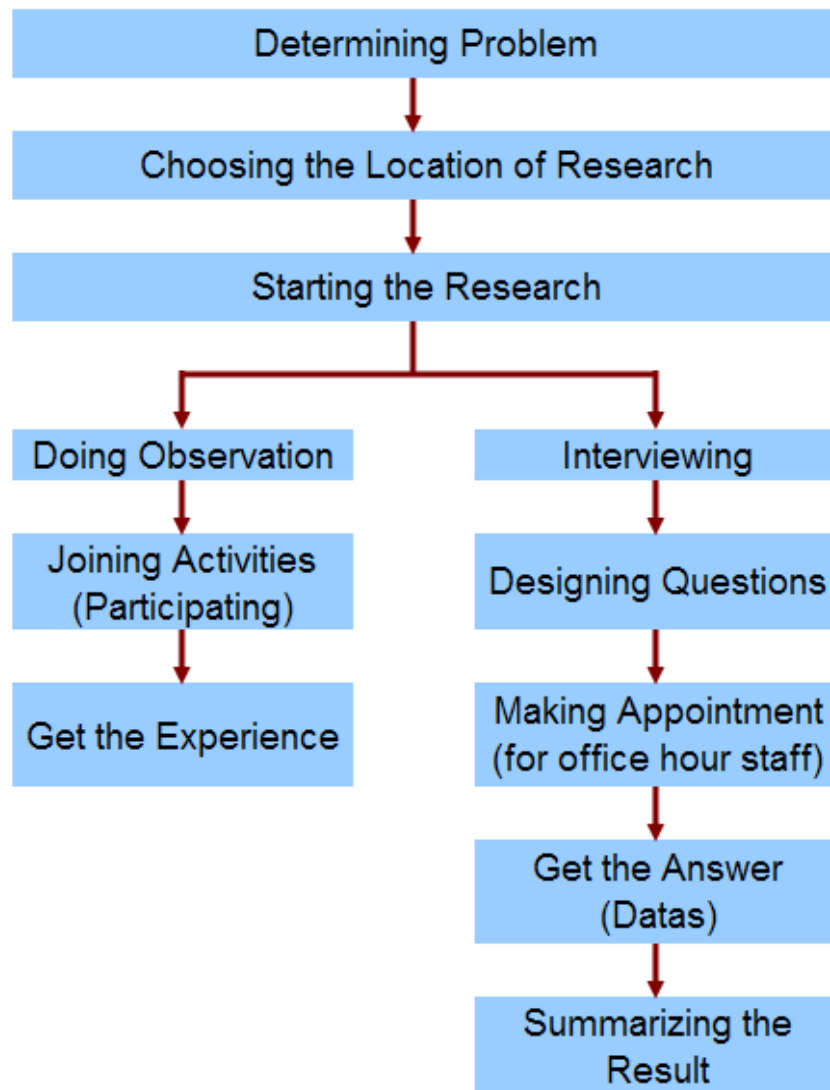 Determining Problem
Choosing the Location of Research
Starting the Research
Doing Observation
Joining Activities
(Participating)
Get the Experience
Interviewing
Designing Questions
Making Appointment
(for office hour staff)
Get the Answer
(Datas)
Summarizing the
Result